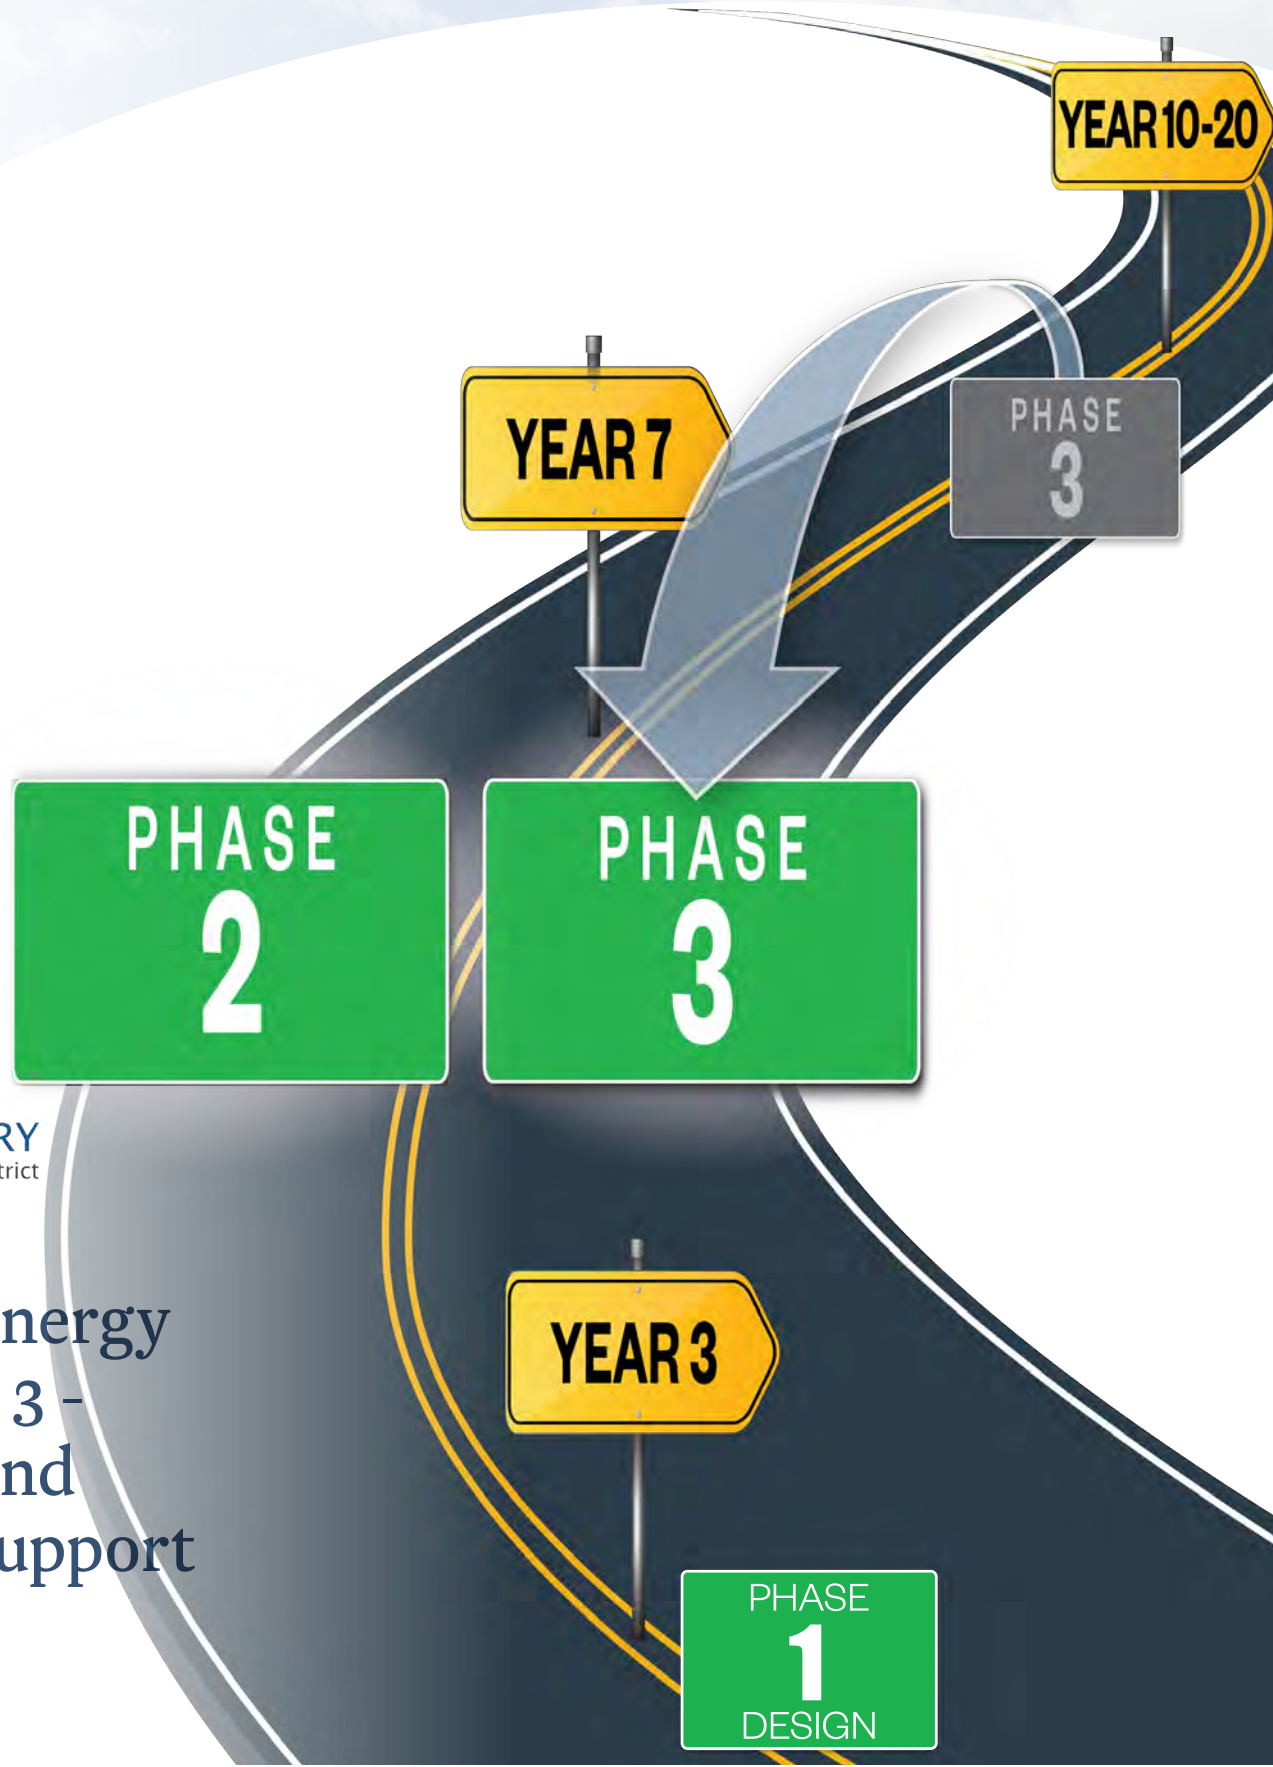 YEAR 10-20
PHASE
3
YEAR 7
PHASE
2
PHASE
3
RY
trict
nergy
3 -
nd
upport
YEAR 3
PHASE
1
DESIGN